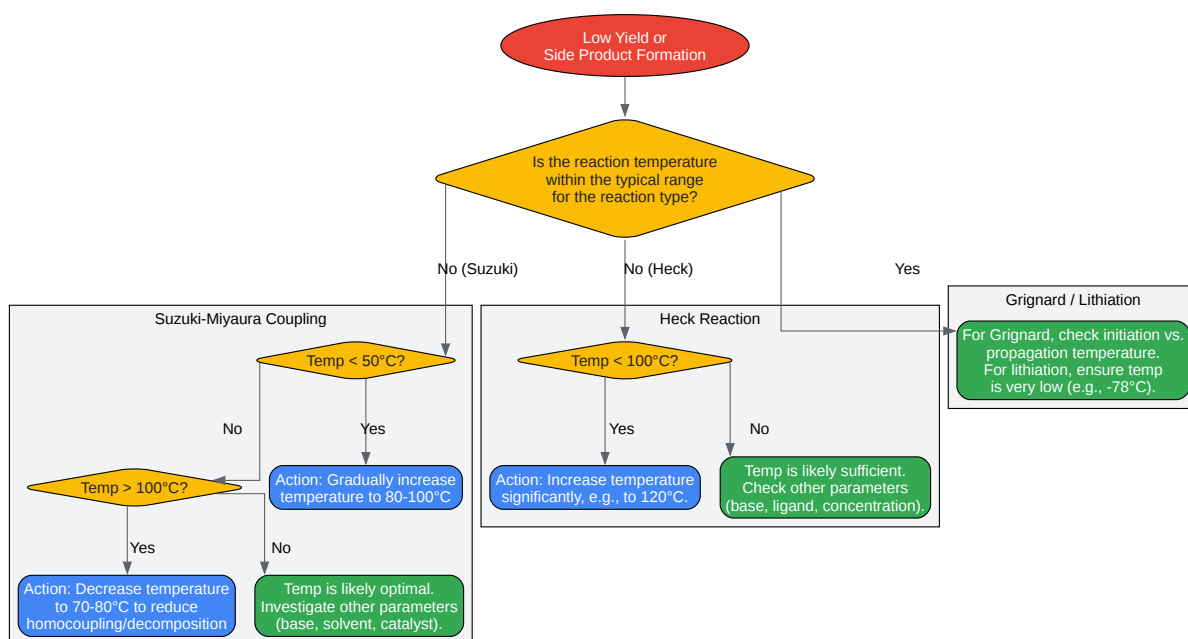 Low Yield or
Side Product Formation
Is the reaction temperature
within the typical range
for the reaction type?
No (Suzuki)
No (Heck)
Yes
Suzuki-Miyaura Coupling
Temp < 50°C?
No
Yes
Temp > 100°C?
Action: Gradually increase
temperature to 80-100°C
Yes
No
Action: Decrease temperature
to 70-80°C to reduce
homocoupling/decomposition
Temp is likely optimal.
Investigate other parameters
(base, solvent, catalyst).
Heck Reaction
Temp < 100°C?
Yes
No
Action: Increase temperature
significantly, e.g., to 120°C.
Temp is likely sufficient.
Check other parameters
(base, ligand, concentration).
Grignard / Lithiation
For Grignard, check initiation vs.
propagation temperature.
For lithiation, ensure temp
is very low (e.g., -78°C).